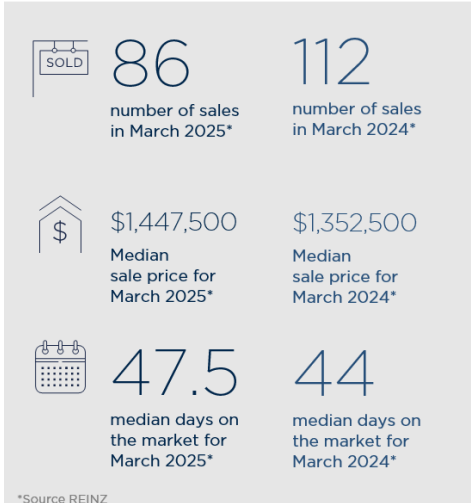 SOLD
86
number of sales
in March 2025*
112
number of sales
in March 2024*
$
$1,447,500
Median
sale price for
March 2025*
$1,352,500
Median
sale price for
March 2024*
47.5
median days on
the market for
March 2025*
44
median days on
the market for
March 2024*
*Source REINZ